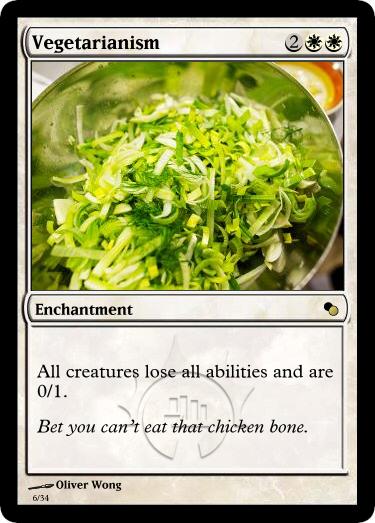 Vegetarianism 2
Enchantment
All creatures lose all abilities and are
0/1.
Bet you can't eat that chicken bone.
Oliver Wong
6/34